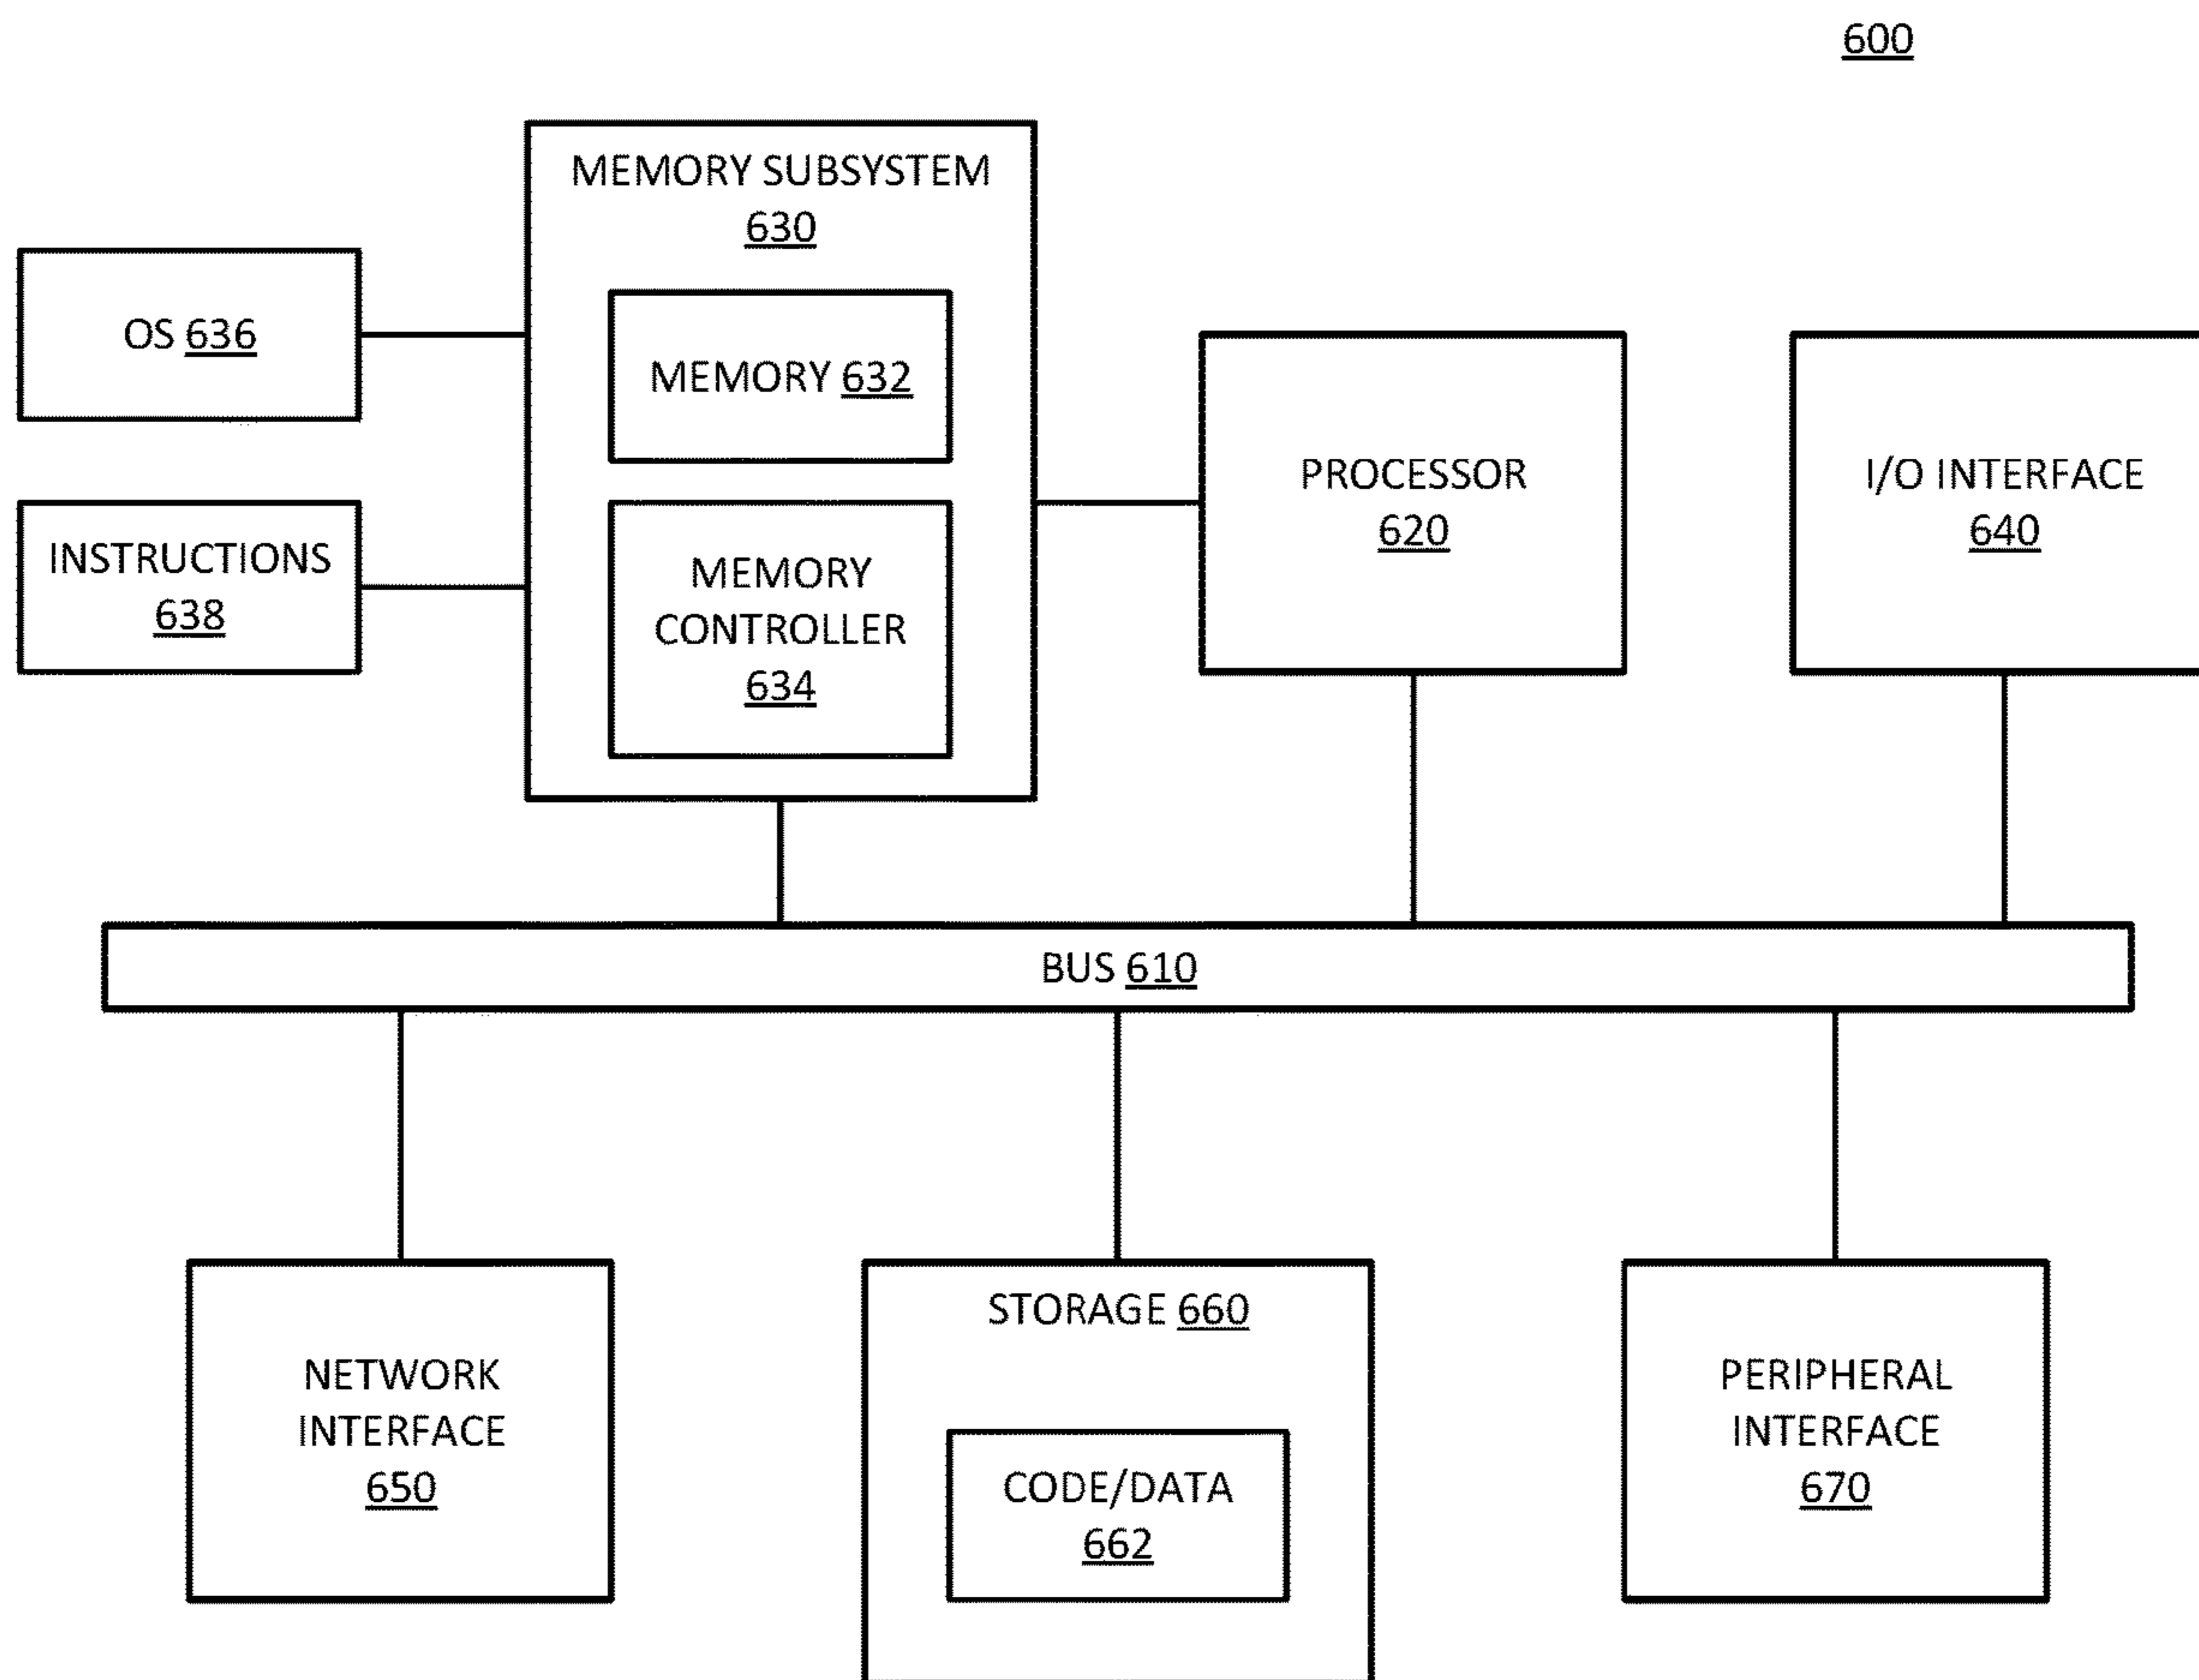 600
MEMORY SUBSYSTEM
630
OS 636
MEMORY 632
PROCESSOR
620
I/O INTERFACE
640
INSTRUCTIONS
638
MEMORY
CONTROLLER
634
BUS 610
NETWORK
INTERFACE
650
STORAGE 660
CODE/DATA
662
PERIPHERAL
INTERFACE
670